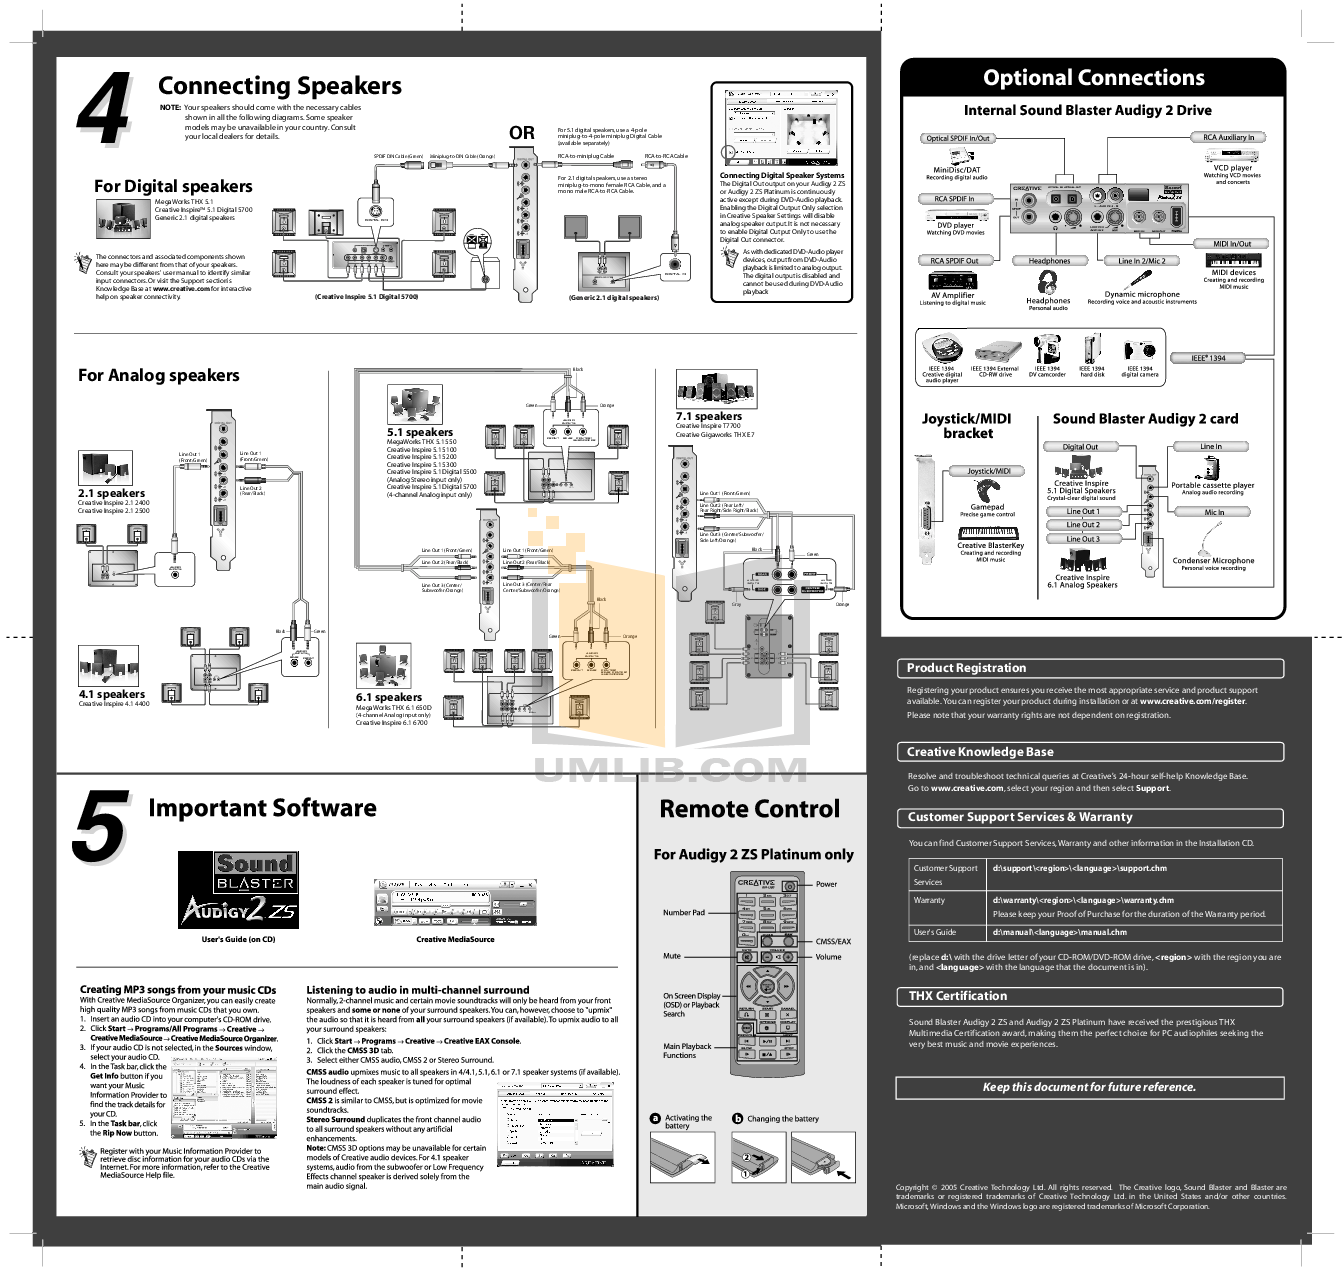 4
Connecting Speakers
NOTE: Your speakers should come with the necessary cables
shown in all the following diagrams. Some speaker
models may be unavailable in your country. Consult
your local dealers for details.
For Digital speakers
MegaWorks THX 5.1
Creative Inspire™ 5.1 Digital 5700
Generic 2.1 digital speakers
The connectors and associated components shown
here may be different from that of your speakers.
Consult your speakers' user manual to identify similar
input connectors. Or visit the Support section's
Knowledge Base at www.creative.com for interactive
help on speaker connectivity.
SPDIF DIN Cable (Green)
Miniplug-to-DIN Cable (Orange)
(Creative Inspire 5.1 Digital 5700)
OR
For 5.1 digital speakers, use a 4-pole
miniplug-to-4-pole miniplug Digital Cable
(available separately)
RCA-to-miniplug Cable
RCA-to-RCA Cable
For 2.1 digital speakers, use a stereo
miniplug-to-mono female RCA Cable, and a
mono male RCA-to-RCA Cable.
(Generic 2.1 digital speakers)
Connecting Digital Speaker Systems
The Digital Out output on your Audigy 2 ZS
or Audigy 2 ZS Platinum is continuously
active except during DVD-Audio playback.
Enabling the Digital Output Only selection
in Creative Speaker Settings will disable
analog speaker output. It is not necessary
to enable Digital Output Only to use the
Digital Out connector.
As with dedicated DVD-Audio player
devices, output from DVD-Audio
playback is limited to analog output.
The digital output is disabled and
cannot be used during DVD-Audio
playback
For Analog speakers
Line Out 1
(Front/Green)
Line Out 1
(Front/Green)
Line Out 2
(Rear/Black)
2.1 speakers
Creative Inspire 2.1 2400
Creative Inspire 2.1 2500
Black
Green
4.1 speakers
Creative Inspire 4.1 4400
5.1 speakers
MegaWorks THX 5.1 550
Creative Inspire 5.1 5100
Creative Inspire 5.1 5200
Creative Inspire 5.1 5300
Creative Inspire 5.1 Digital 5500
(Analog Stereo input only)
Creative Inspire 5.1 Digital 5700
(4-channel Analog input only)
Black
Green
Orange
Line Out 1 (Front/Green)
Line Out 2 (Rear/Black)
Line Out 3 (Center/
Subwoofer/Orange)
Line Out 1 (Front/Green)
Line Out 2 (Rear/Black)
Line Out 3 (Center/Rear
Center/Subwoofer/Orange)
Black
Green
Orange
6.1 speakers
MegaWorks THX 6.1 650D
(4-channel Analog input only)
Creative Inspire 6.1 6700
7.1 speakers
Creative Inspire T7700
Creative Gigaworks THX E7
Line Out 1 (Front/Green)
Line Out 2 (Rear Left/
Rear Right/Side Right/Black)
Line Out 3 (Center/Subwoofer/
Side Left/Orange)
Black
Green
Gray
Orange
UMLIB.COM
5
Important Software
Sound
BLASTER
AUDIGY 2 ZS
User's Guide (on CD)
Creative MediaSource
Creating MP3 songs from your music CDs
With Creative MediaSource Organizer, you can easily create
high quality MP3 songs from music CDs that you own.
1. Insert an audio CD into your computer's CD-ROM drive.
2. Click Start → Programs/All Programs → Creative →
Creative MediaSource → Creative MediaSource Organizer.
3. If your audio CD is not selected, in the Sources window,
select your audio CD.
4. In the Task bar, click the
Get Info button if you
want your Music
Information Provider to
find the track details for
your CD.
5. In the Task bar, click
the Rip Now button.
Register with your Music Information Provider to
retrieve disc information for your audio CDs via the
Internet. For more information, refer to the Creative
MediaSource Help file.
Listening to audio in multi-channel surround
Normally, 2-channel music and certain movie soundtracks will only be heard from your front
speakers and some or none of your surround speakers. You can, however, choose to "upmix"
the audio so that it is heard from all your surround speakers (if available). To upmix audio to all
your surround speakers:
1. Click Start → Programs → Creative → Creative EAX Console.
2. Click the CMSS 3D tab.
3. Select either CMSS audio, CMSS 2 or Stereo Surround.
CMSS audio upmixes music to all speakers in 4/4.1, 5.1, 6.1 or 7.1 speaker systems (if available).
The loudness of each speaker is tuned for optimal
surround effect.
CMSS 2 is similar to CMSS, but is optimized for movie
soundtracks.
Stereo Surround duplicates the front channel audio
to all surround speakers without any artificial
enhancements.
Note: CMSS 3D options may be unavailable for certain
models of Creative audio devices. For 4.1 speaker
systems, audio from the subwoofer or Low Frequency
Effects channel speaker is derived solely from the
main audio signal.
Remote Control
For Audigy 2 ZS Platinum only
CREATIVE
Power
Number Pad
CMSS/EAX
Mute
Volume
On Screen Display
(OSD) or Playback
Search
Main Playback
Functions
a Activating the
battery
b Changing the battery
2
1
Optional Connections
Internal Sound Blaster Audigy 2 Drive
Optical SPDIF In/Out
MiniDisc/DAT
Recording digital audio
RCA SPDIF In
DVD player
Watching DVD movies
RCA SPDIF Out
AV Amplifier
Listening to digital music
CREATIVE
RCA Auxiliary In
VCD player
Watching VCD movies
and concerts
MIDI In/Out
MIDI devices
Creating and recording
MIDI music
Headphones
Headphones
Personal audio
Line In 2/Mic 2
Dynamic microphone
Recording voice and acoustic instruments
IEEE® 1394
IEEE 1394
Creative digital
audio player
IEEE 1394 External
CD-RW drive
IEEE 1394
DV camcorder
IEEE 1394
hard disk
IEEE 1394
digital camera
Joystick/MIDI
bracket
Joystick/MIDI
Gamepad
Precise game control
Creative BlasterKey
Creating and recording
MIDI music
Sound Blaster Audigy 2 card
Digital Out
Creative Inspire
5.1 Digital Speakers
Crystal-clear digital sound
Line Out 1
Line Out 2
Line Out 3
Creative Inspire
6.1 Analog Speakers
Line In
Portable cassette player
Analog audio recording
Mic In
Condenser Microphone
Personal voice recording
Product Registration
Registering your product ensures you receive the most appropriate service and product support
available. You can register your product during installation or at www.creative.com/register.
Please note that your warranty rights are not dependent on registration.
Creative Knowledge Base
Resolve and troubleshoot technical queries at Creative's 24-hour self-help Knowledge Base.
Go to www.creative.com, select your region and then select Support.
Customer Support Services & Warranty
You can find Customer Support Services, Warranty and other information in the Installation CD.
Customer Support
Services
d:\support\<region>\<language>\support.chm
Warranty
d:\warranty\<region>\<language>\warranty.chm
Please keep your Proof of Purchase for the duration of the Warranty period.
User's Guide
d:\manual\<language>\manual.chm
(replace d:\ with the drive letter of your CD-ROM/DVD-ROM drive, <region> with the region you are
in, and <language> with the language that the document is in).
THX Certification
Sound Blaster Audigy 2 ZS and Audigy 2 ZS Platinum have received the prestigious THX
Multimedia Certification award, making them the perfect choice for PC audiophiles seeking the
very best music and movie experiences.
Keep this document for future reference.
Copyright © 2005 Creative Technology Ltd. All rights reserved. The Creative logo, Sound Blaster and Blaster are
trademarks or registered trademarks of Creative Technology Ltd. in the United States and/or other countries.
Microsoft, Windows and the Windows logo are registered trademarks of Microsoft Corporation.